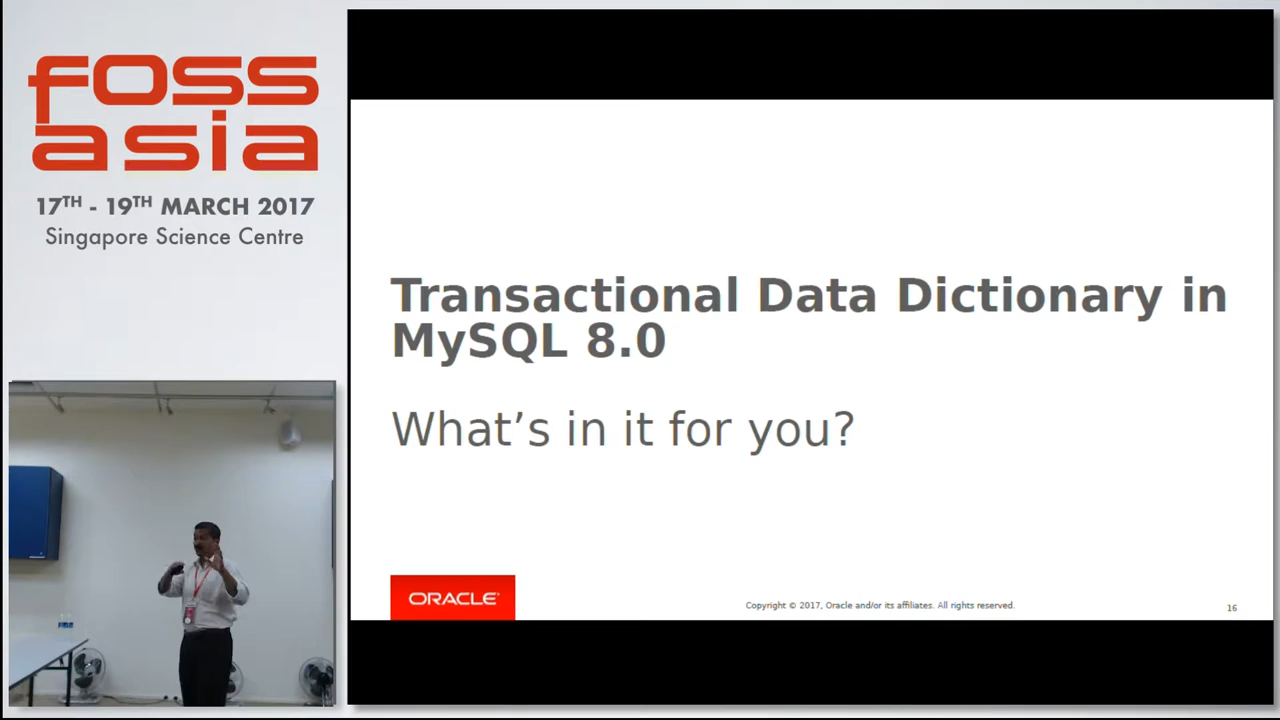 foss
asia
17TH - 19TH MARCH 2017
Singapore Science Centre
Transactional Data Dictionary in
MySQL 8.0
What's in it for you?
ORACLE
Copyright © 2017, Oracle and/or its affiliates. All rights reserved.
16